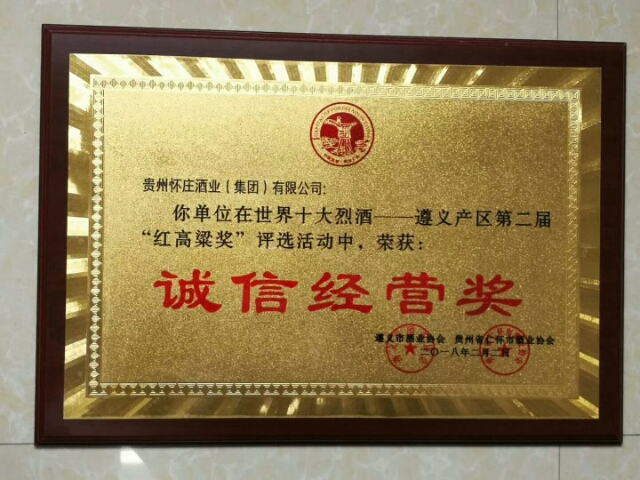 贵州怀庄酒业（集团）有限公司：
你单位在世界十大烈酒——遵义产区第二届
“红高粱奖”评选活动中，荣获：
诚信经营奖
遵义市酒业协会 贵州省仁怀市酒业协会
二〇一八年二月二日